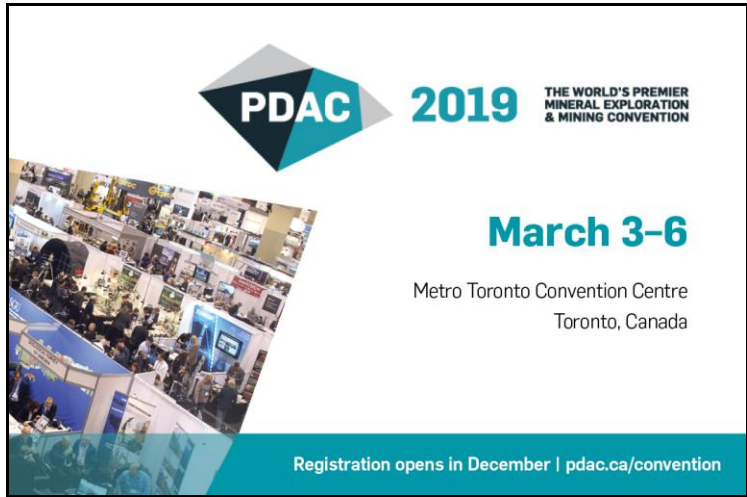 PDAC 2019 THE WORLD'S PREMIER
MINERAL EXPLORATION
& MINING CONVENTION
March 3–6
Metro Toronto Convention Centre
Toronto, Canada
Registration opens in December | pdac.ca/convention